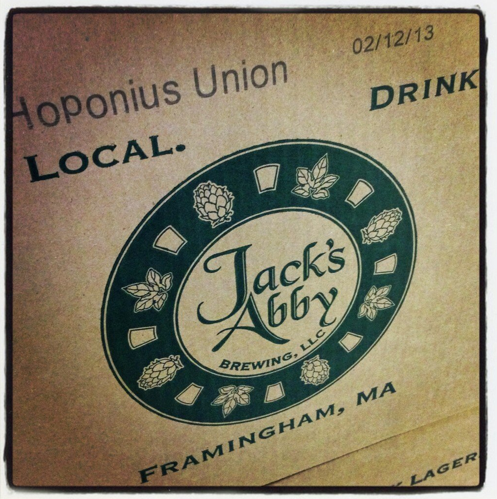 02/12/13
Hoponius Union
DRINK
LOCAL.
Jack's
Abby
BREWING, LLC
FRAMINGHAM, MA
LAGER